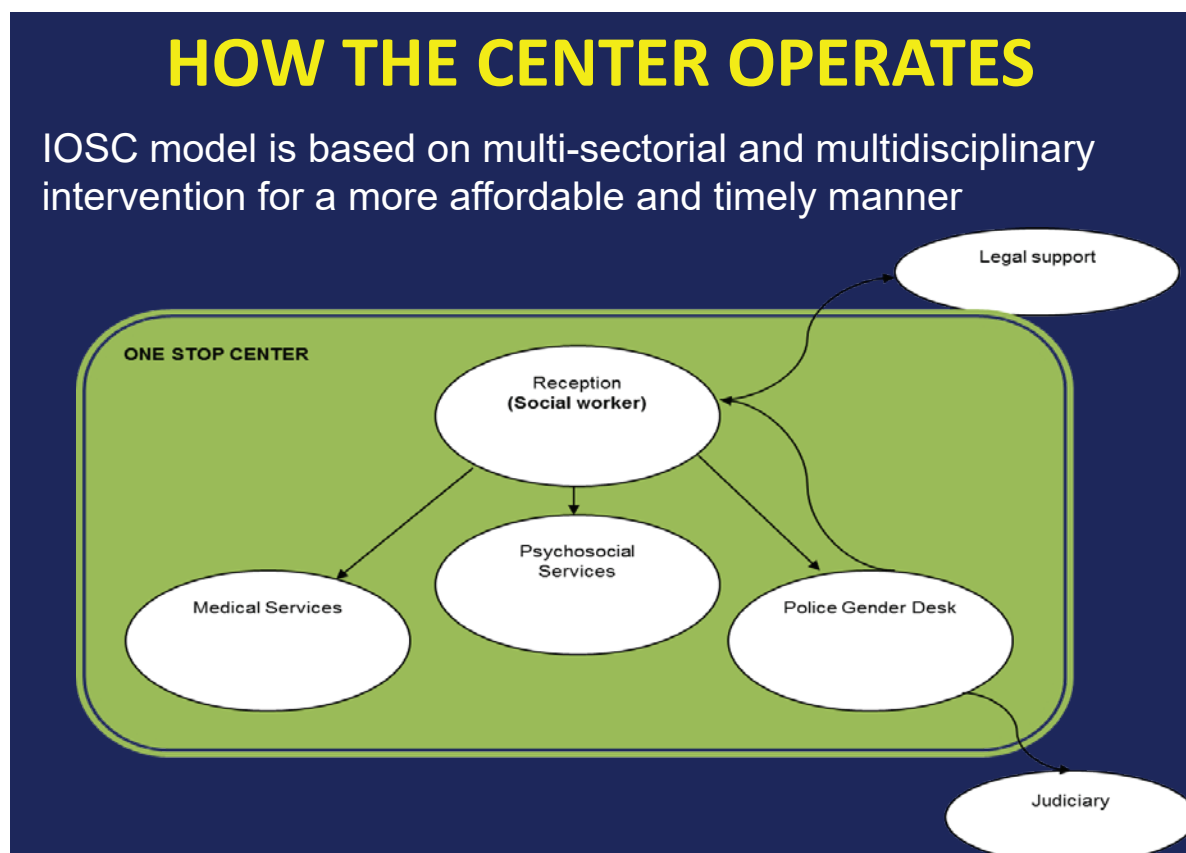 HOW THE CENTER OPERATES
IOSC model is based on multi-sectorial and multidisciplinary
intervention for a more affordable and timely manner
Legal support
ONE STOP CENTER
Reception
(Social worker)
Psychosocial
Services
Medical Services
Police Gender Desk
Judiciary